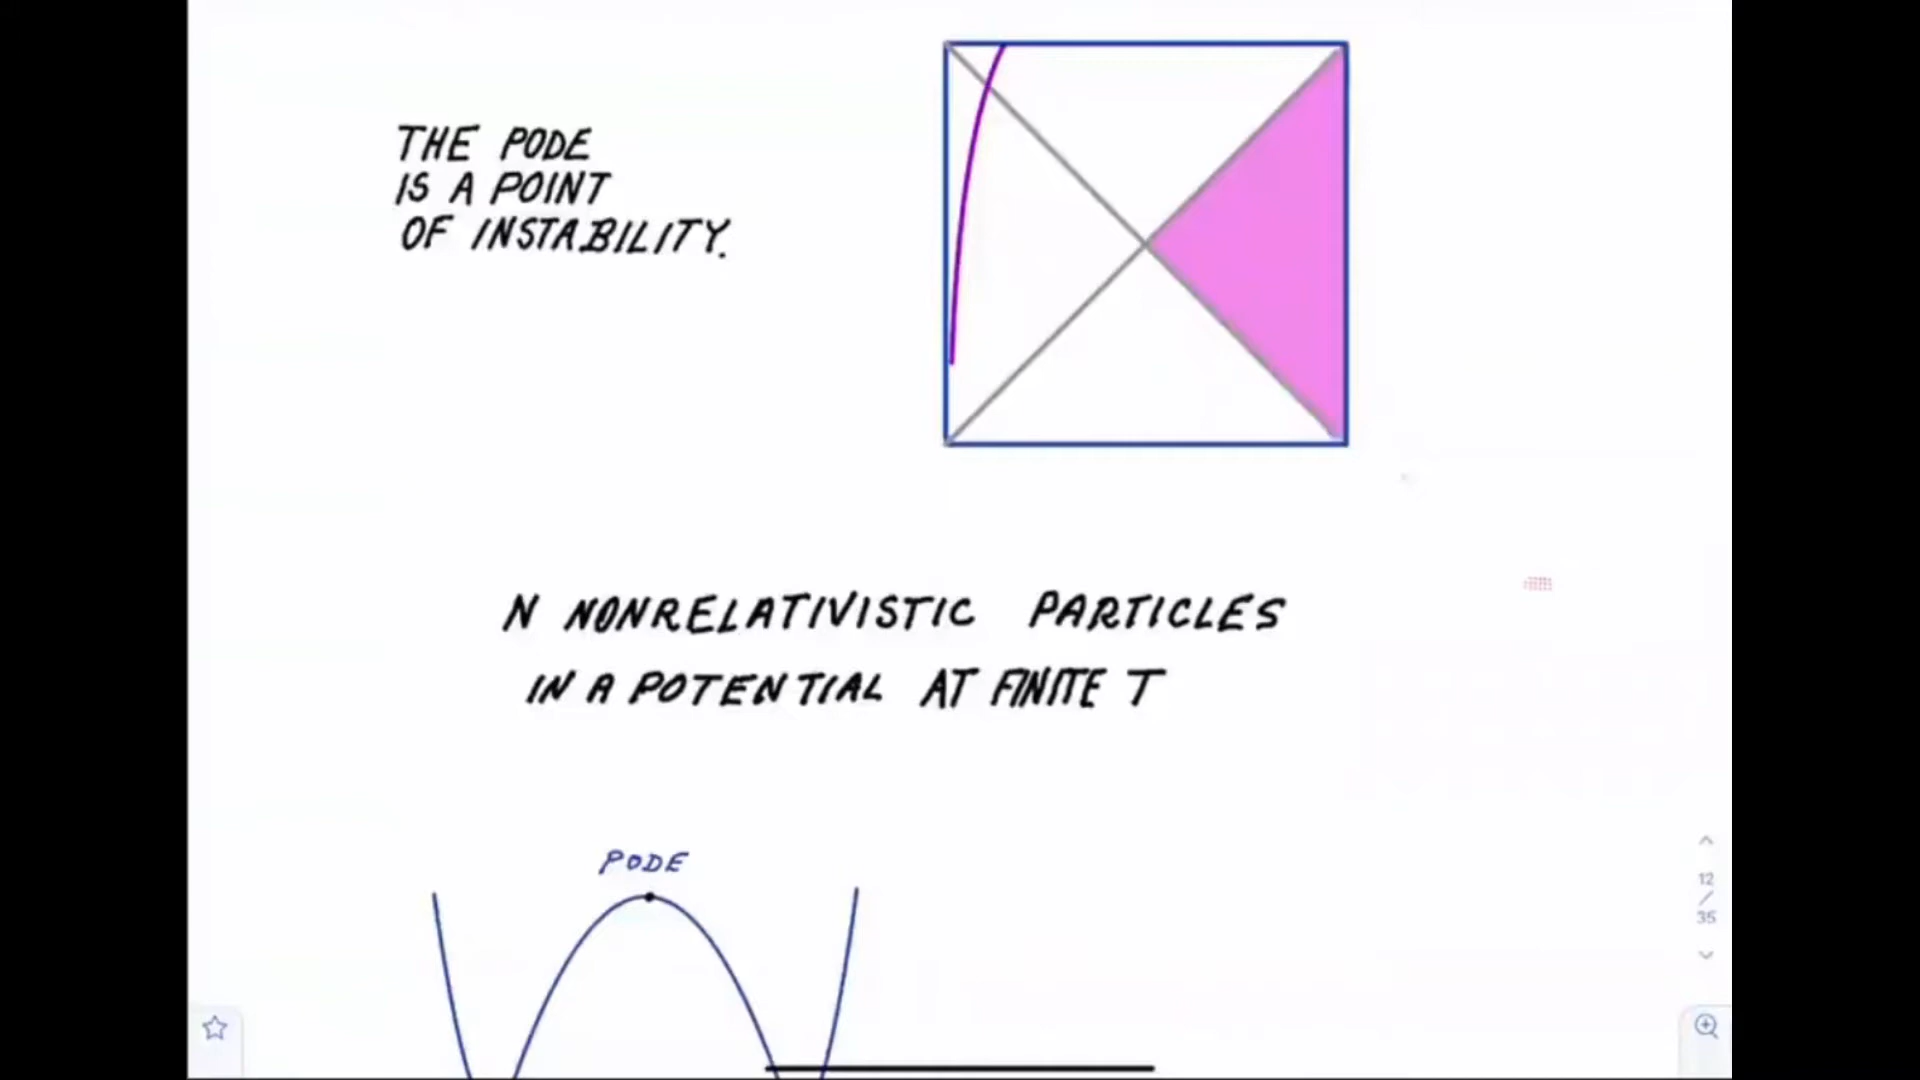 THE PODE
IS A POINT
OF INSTABILITY.
N NONRELATIVISTIC PARTICLES
IN A POTENTIAL AT FINITE T
PODE
12
/
35